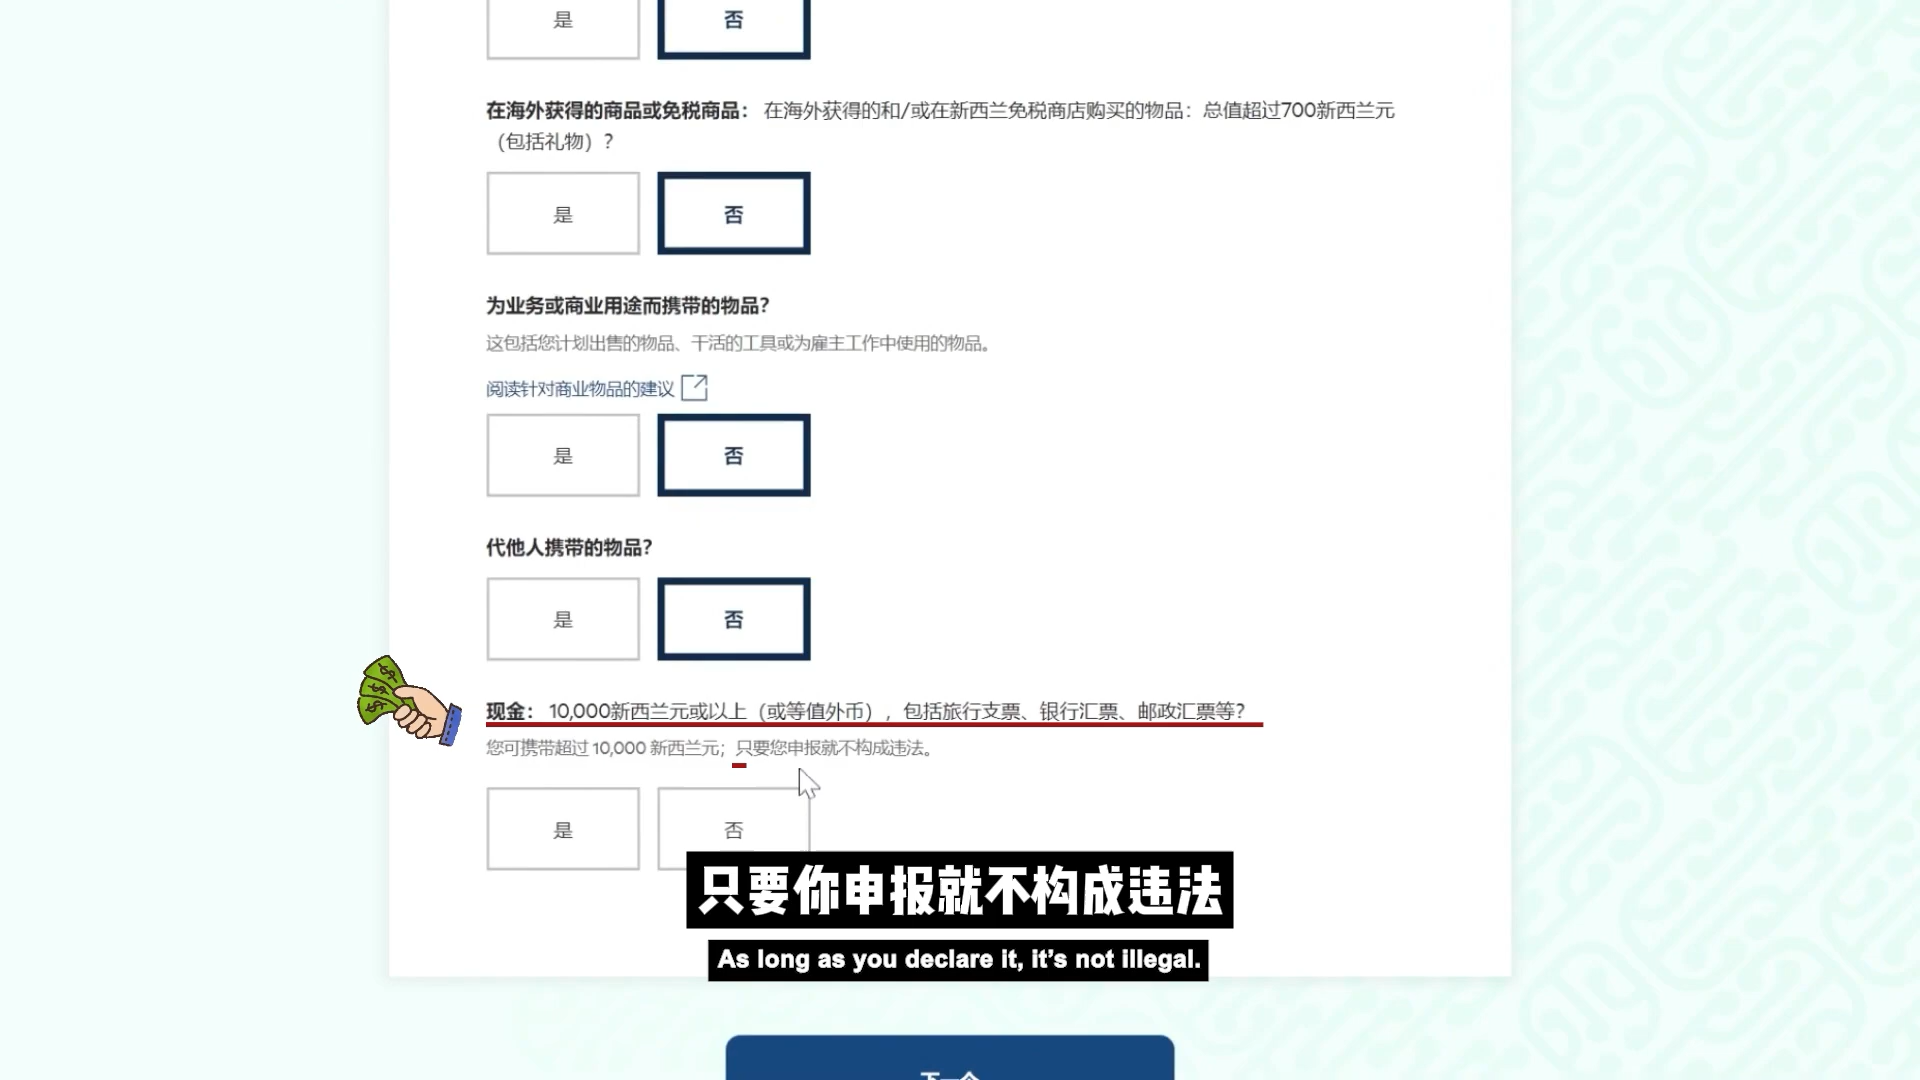 是 否
在海外获得的商品或免税商品： 在海外获得的和/或在新西兰免税商店购买的物品：总值超过700新西兰元
（包括礼物）？
是 否
为业务或商业用途而携带的物品？
这包括您计划出售的物品、干活的工具或为雇主工作中使用的物品。
阅读针对商业物品的建议
是 否
代他人携带的物品？
是 否
现金： 10,000新西兰元或以上（或等值外币），包括旅行支票、银行汇票、邮政汇票等？
您可携带超过 10,000 新西兰元；只要您申报就不构成违法。
是 否
只要你申报就不构成违法
As long as you declare it, it's not illegal.
下一个